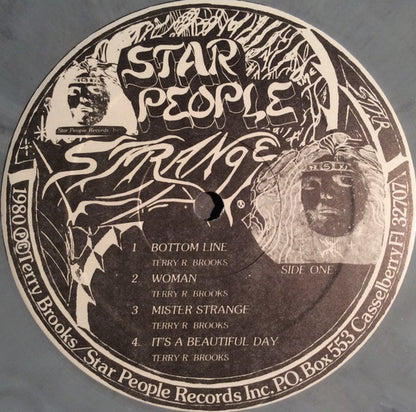 STAR
PEOPLE
STRANGE
Star People Records Inc.
STAR
SIDE ONE
1 BOTTOM LINE
TERRY R. BROOKS
2. WOMAN
TERRY R. BROOKS
3 MISTER STRANGE
TERRY R BROOKS
4. IT'S A BEAUTIFUL DAY
TERRY R. BROOKS
1980 ©Ⓟ Terry Brooks / Star People Records Inc. P.O. Box 553 Casselberry Fl 32707